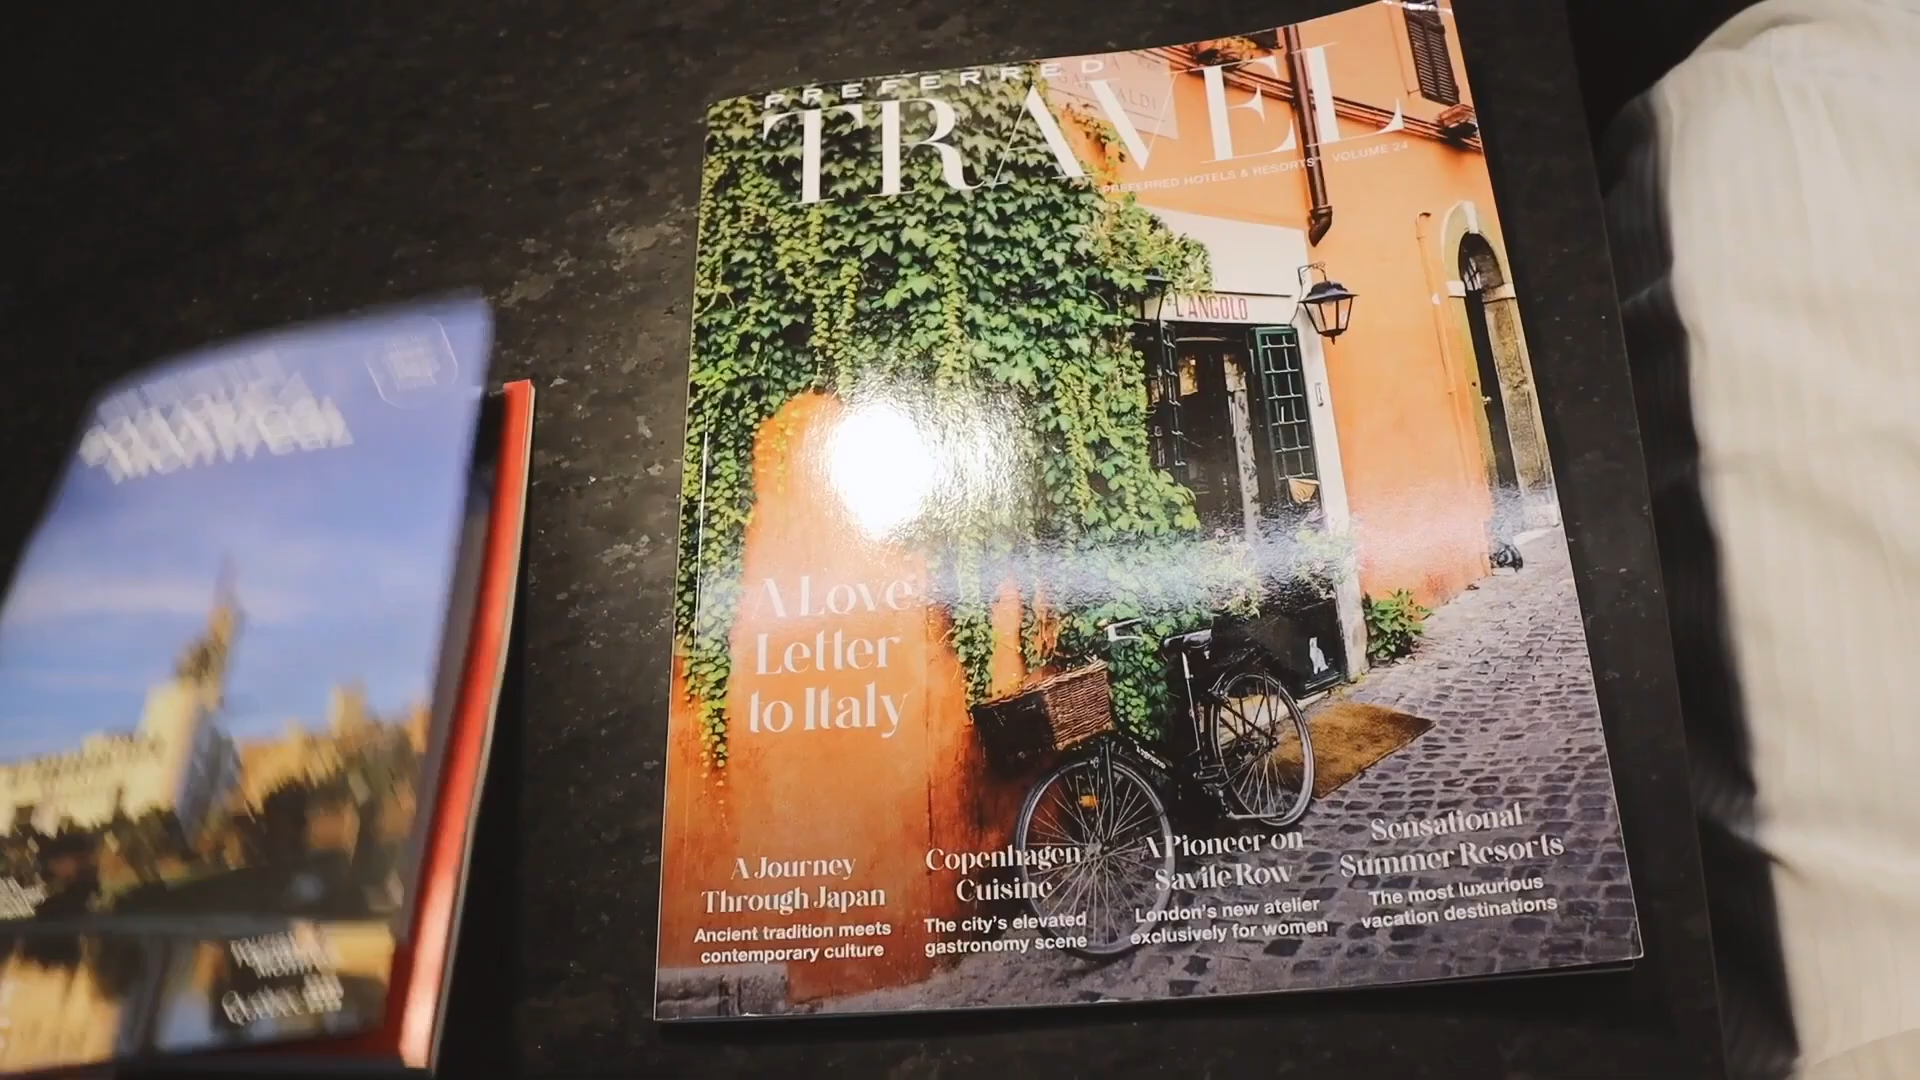 PREFERRED
TRAVEL
PREFERRED HOTELS & RESORTS℠ VOLUME 24
L'ANGOLO
A Love
Letter
to Italy
A Journey
Through Japan
Ancient tradition meets
contemporary culture
Copenhagen
Cuisine
The city's elevated
gastronomy scene
A Pioneer on
Savile Row
London's new atelier
exclusively for women
Sensational
Summer Resorts
The most luxurious
vacation destinations